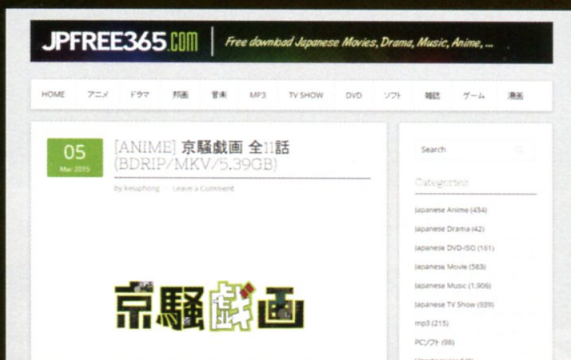 JPFREE365.COM
Free download Japanese Movies, Drama, Music, Anime, ...
HOME アニメ ドラマ 邦画 音楽 MP3 TV SHOW DVD ソフト 雑誌 ゲーム 漫画
05
Mar 2015
[ANIME] 京騒戯画 全11話
(BDRIP/MKV/5.39GB)
by keluphong Leave a Comment
京騒戯画
Search
Categories
Japanese Anime (434)
Japanese Drama (42)
Japanese DVD-ISO (161)
Japanese Movie (583)
Japanese Music (1,906)
Japanese TV Show (939)
mp3 (215)
PCソフト (98)